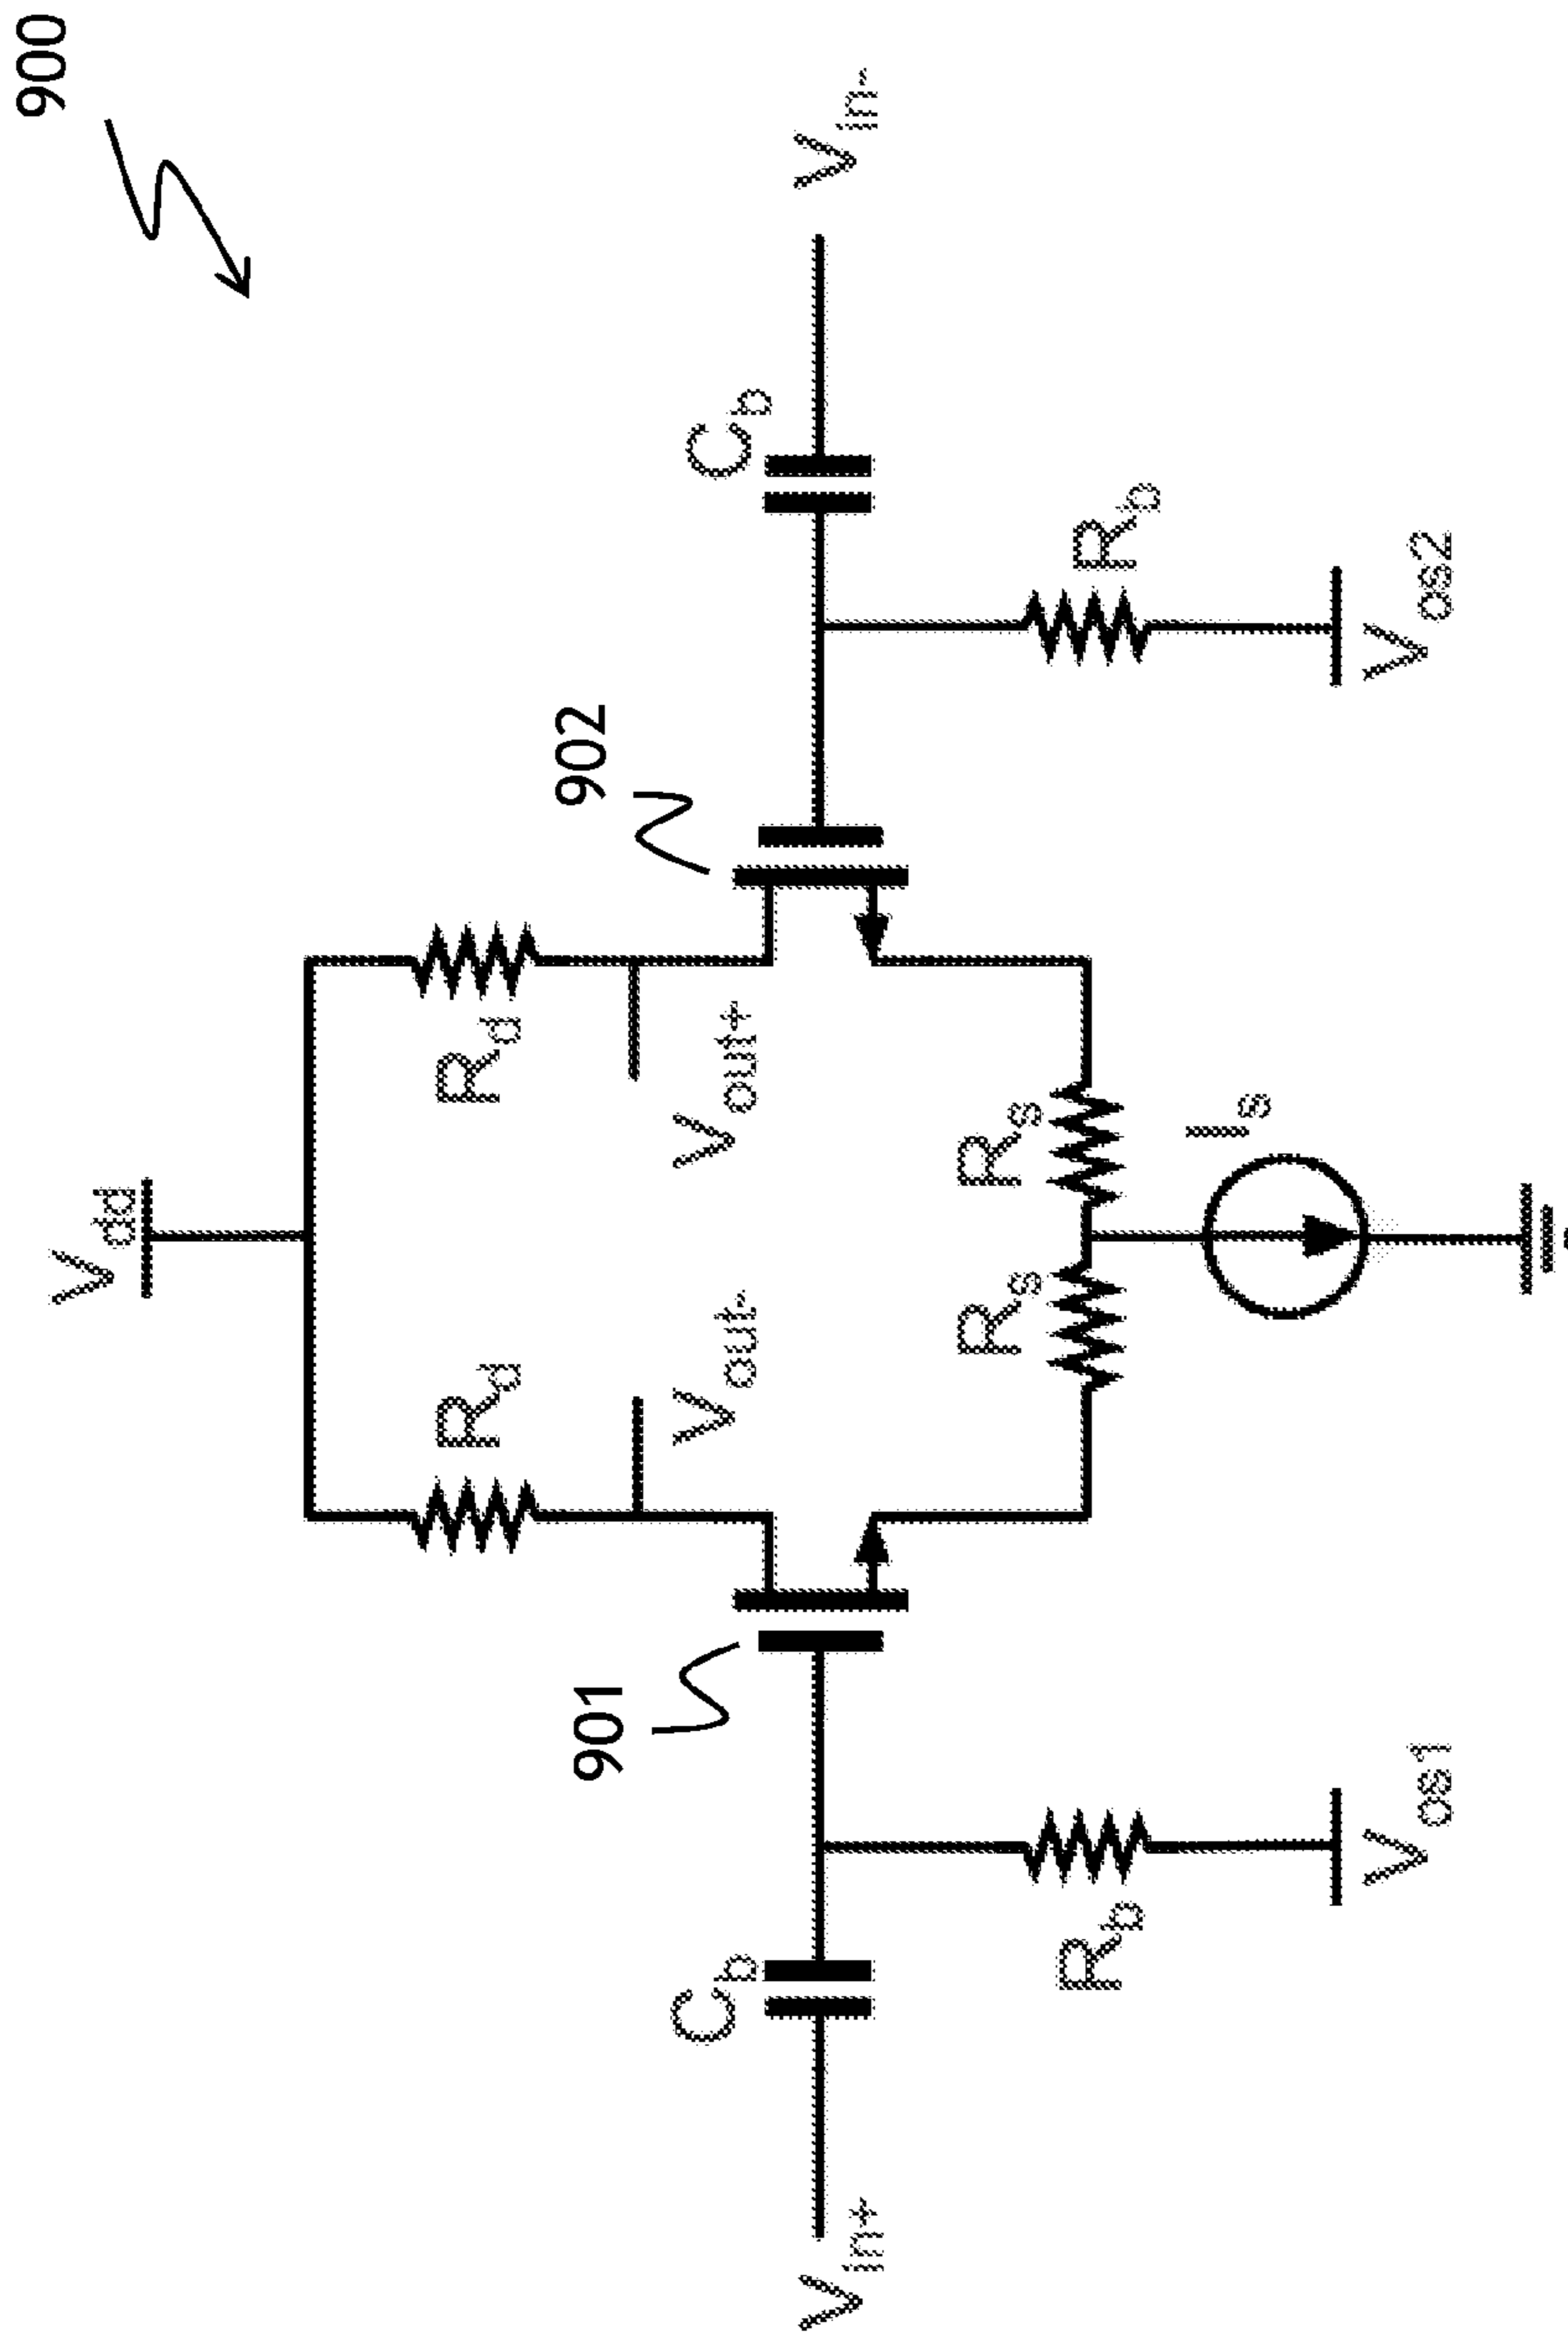 900
Vdd
Rd
Rd
Vout-
Vout+
901
902
Vin+
Cb
Cb
Vin-
Rb
Rb
Rs
Rs
Is
Vos1
Vos2